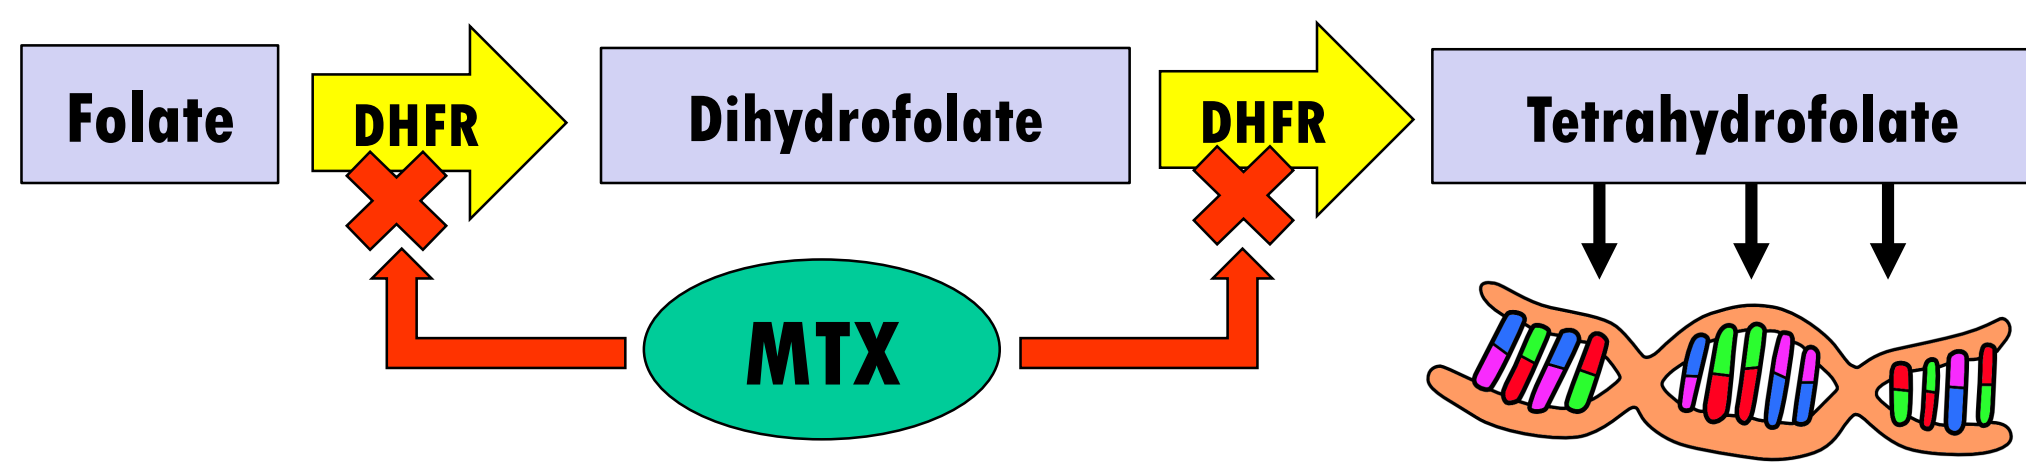 Folate
DHFR
Dihydrofolate
DHFR
Tetrahydrofolate
MTX